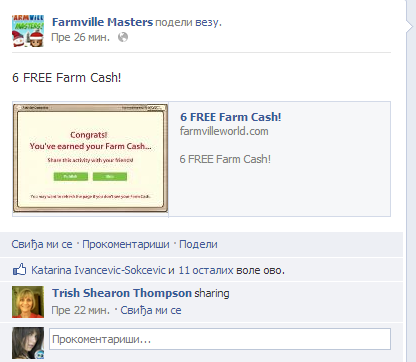 FARMVILLE
MASTERS
Farmville Masters подели везу.
Пре 26 мин.
6 FREE Farm Cash!
Congrats!
You've earned your Farm Cash...
Share this activity with your friends!
Publish Skip
You may want to refresh the page if you don't see your Farm Cash.
6 FREE Farm Cash!
farmvilleworld.com
6 FREE Farm Cash!
Свиђа ми се · Прокоментариши · Подели
Katarina Ivancevic-Sokcevic и 11 осталих воле ово.
Trish Shearon Thompson sharing
Пре 22 мин. · Свиђа ми се
Прокоментариши...